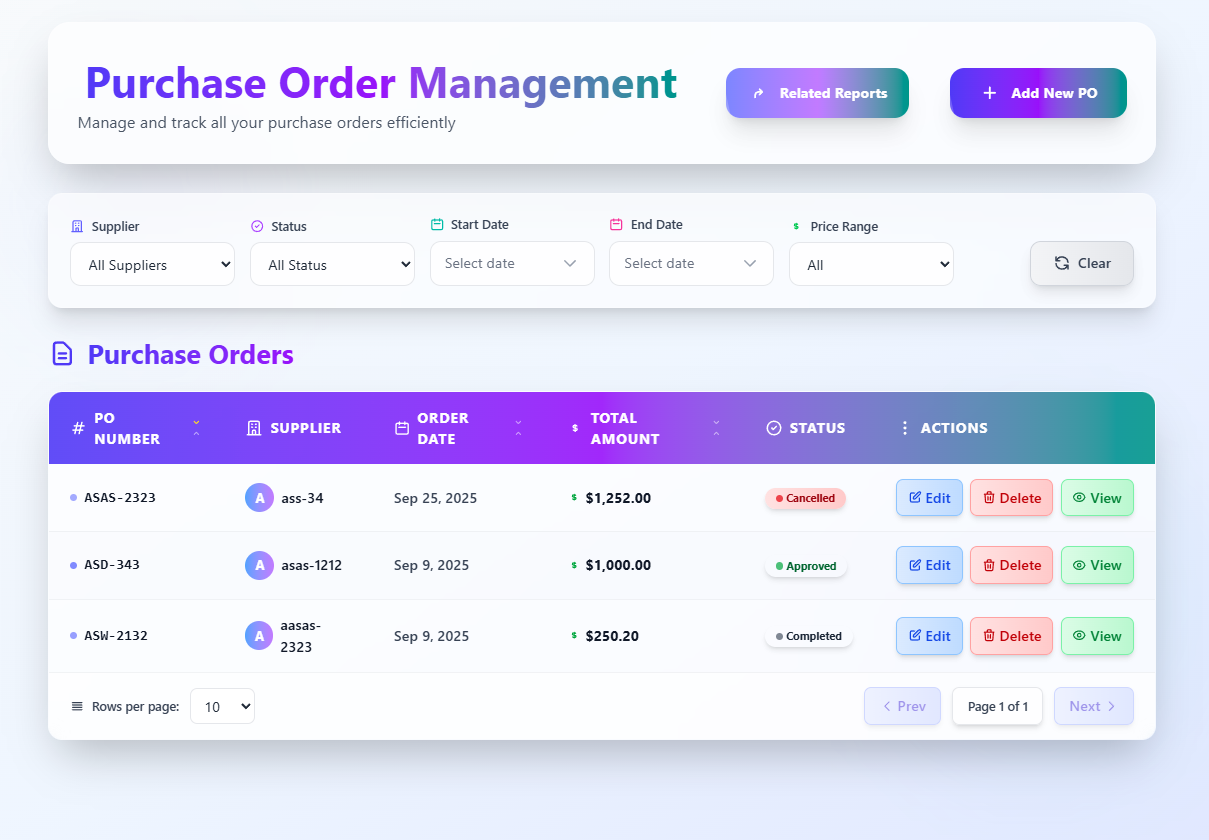 Purchase Order Management
Manage and track all your purchase orders efficiently
Related Reports
Add New PO
Supplier
Status
Start Date
End Date
Price Range
All Suppliers
All Status
Select date
Select date
All
Clear
Purchase Orders
# PO NUMBER
SUPPLIER
ORDER DATE
$ TOTAL AMOUNT
STATUS
ACTIONS
ASAS-2323
A ass-34
Sep 25, 2025
$ $1,252.00
Cancelled
Edit
Delete
View
ASD-343
A asas-1212
Sep 9, 2025
$ $1,000.00
Approved
Edit
Delete
View
ASW-2132
A aasas-
2323
Sep 9, 2025
$ $250.20
Completed
Edit
Delete
View
Rows per page: 10
Prev
Page 1 of 1
Next